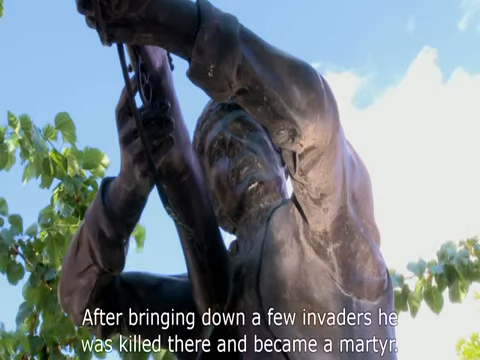 After bringing down a few invaders he
was killed there and became a martyr.